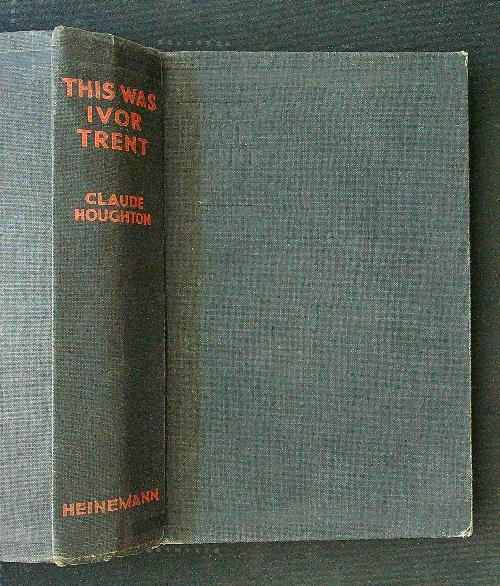 THIS WAS
IVOR
TRENT
CLAUDE
HOUGHTON
HEINEMANN